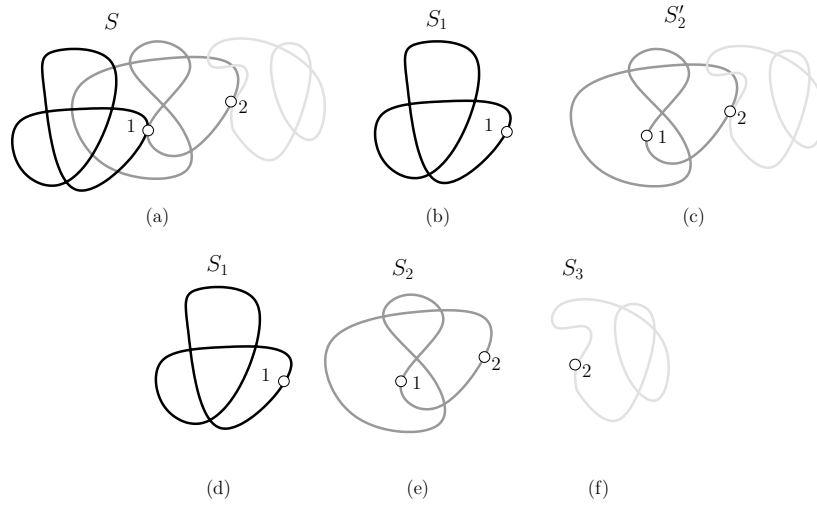 S S₁ S₂′
1 2 1 1 2
(a) (b) (c)
S₁ S₂ S₃
1 1 2 2
(d) (e) (f)